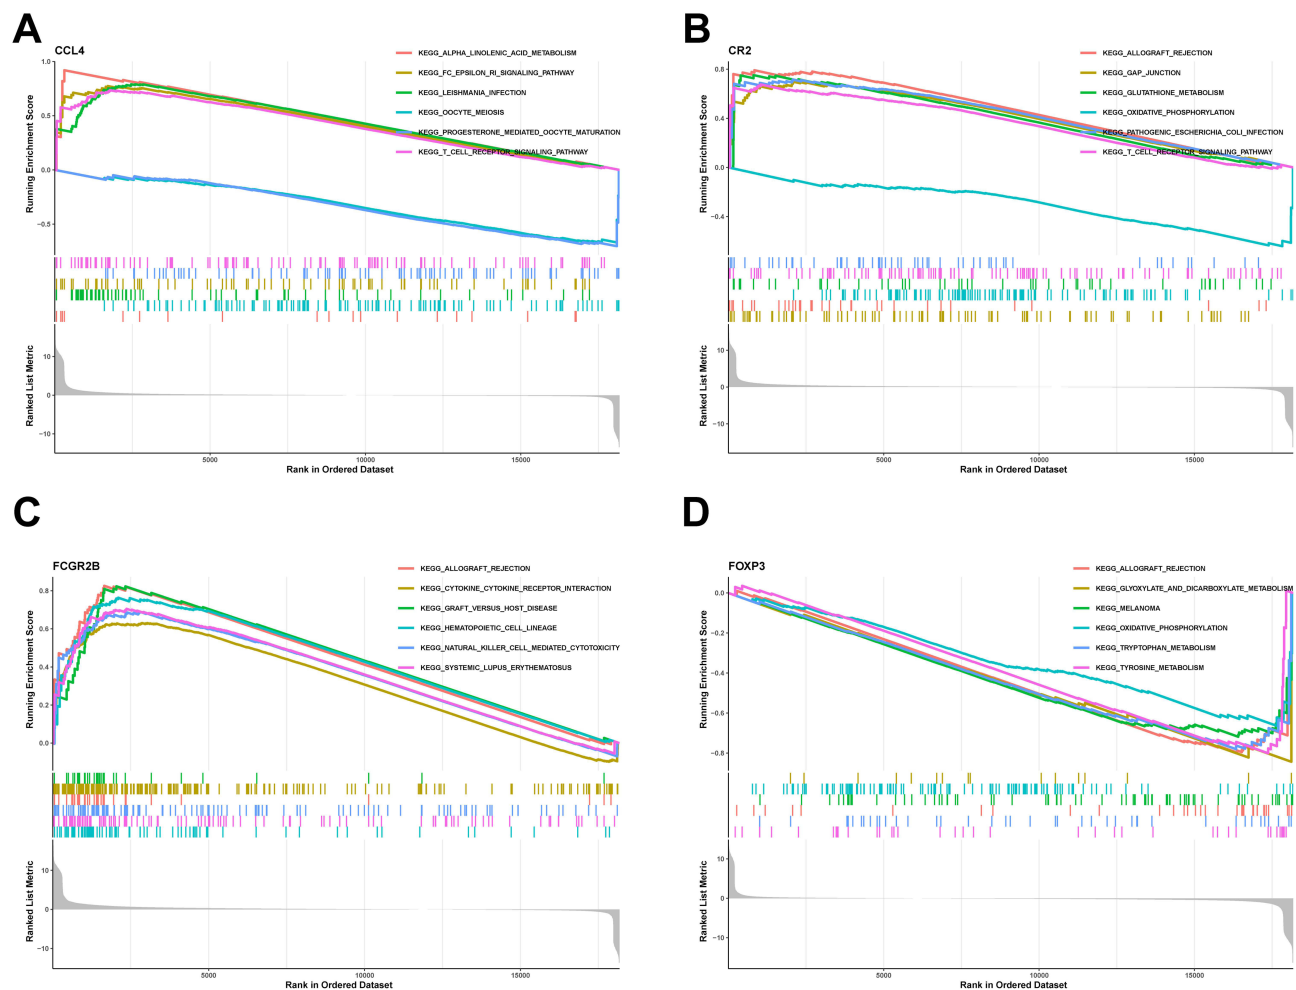 A
CCL4
KEGG_ALPHA_LINOLENIC_ACID_METABOLISM
KEGG_FC_EPSILON_RI_SIGNALING_PATHWAY
KEGG_LEISHMANIA_INFECTION
KEGG_OOCYTE_MEIOSIS
KEGG_PROGESTERONE_MEDIATED_OOCYTE_MATURATION
KEGG_T_CELL_RECEPTOR_SIGNALING_PATHWAY
Running Enrichment Score
1.0
0.5
0.0
−0.5
Ranked List Metric
10
0
−10
5000
10000
15000
Rank in Ordered Dataset
B
CR2
KEGG_ALLOGRAFT_REJECTION
KEGG_GAP_JUNCTION
KEGG_GLUTATHIONE_METABOLISM
KEGG_OXIDATIVE_PHOSPHORYLATION
KEGG_PATHOGENIC_ESCHERICHIA_COLI_INFECTION
KEGG_T_CELL_RECEPTOR_SIGNALING_PATHWAY
Running Enrichment Score
0.8
0.4
0.0
−0.4
Ranked List Metric
10
0
−10
5000
10000
15000
Rank in Ordered Dataset
C
FCGR2B
KEGG_ALLOGRAFT_REJECTION
KEGG_CYTOKINE_CYTOKINE_RECEPTOR_INTERACTION
KEGG_GRAFT_VERSUS_HOST_DISEASE
KEGG_HEMATOPOIETIC_CELL_LINEAGE
KEGG_NATURAL_KILLER_CELL_MEDIATED_CYTOTOXICITY
KEGG_SYSTEMIC_LUPUS_ERYTHEMATOSUS
Running Enrichment Score
0.8
0.6
0.4
0.2
0.0
Ranked List Metric
10
0
−10
5000
10000
15000
Rank in Ordered Dataset
D
FOXP3
KEGG_ALLOGRAFT_REJECTION
KEGG_GLYOXYLATE_AND_DICARBOXYLATE_METABOLISM
KEGG_MELANOMA
KEGG_OXIDATIVE_PHOSPHORYLATION
KEGG_TRYPTOPHAN_METABOLISM
KEGG_TYROSINE_METABOLISM
Running Enrichment Score
0.0
−0.2
−0.4
−0.6
−0.8
Ranked List Metric
10
0
−10
5000
10000
15000
Rank in Ordered Dataset